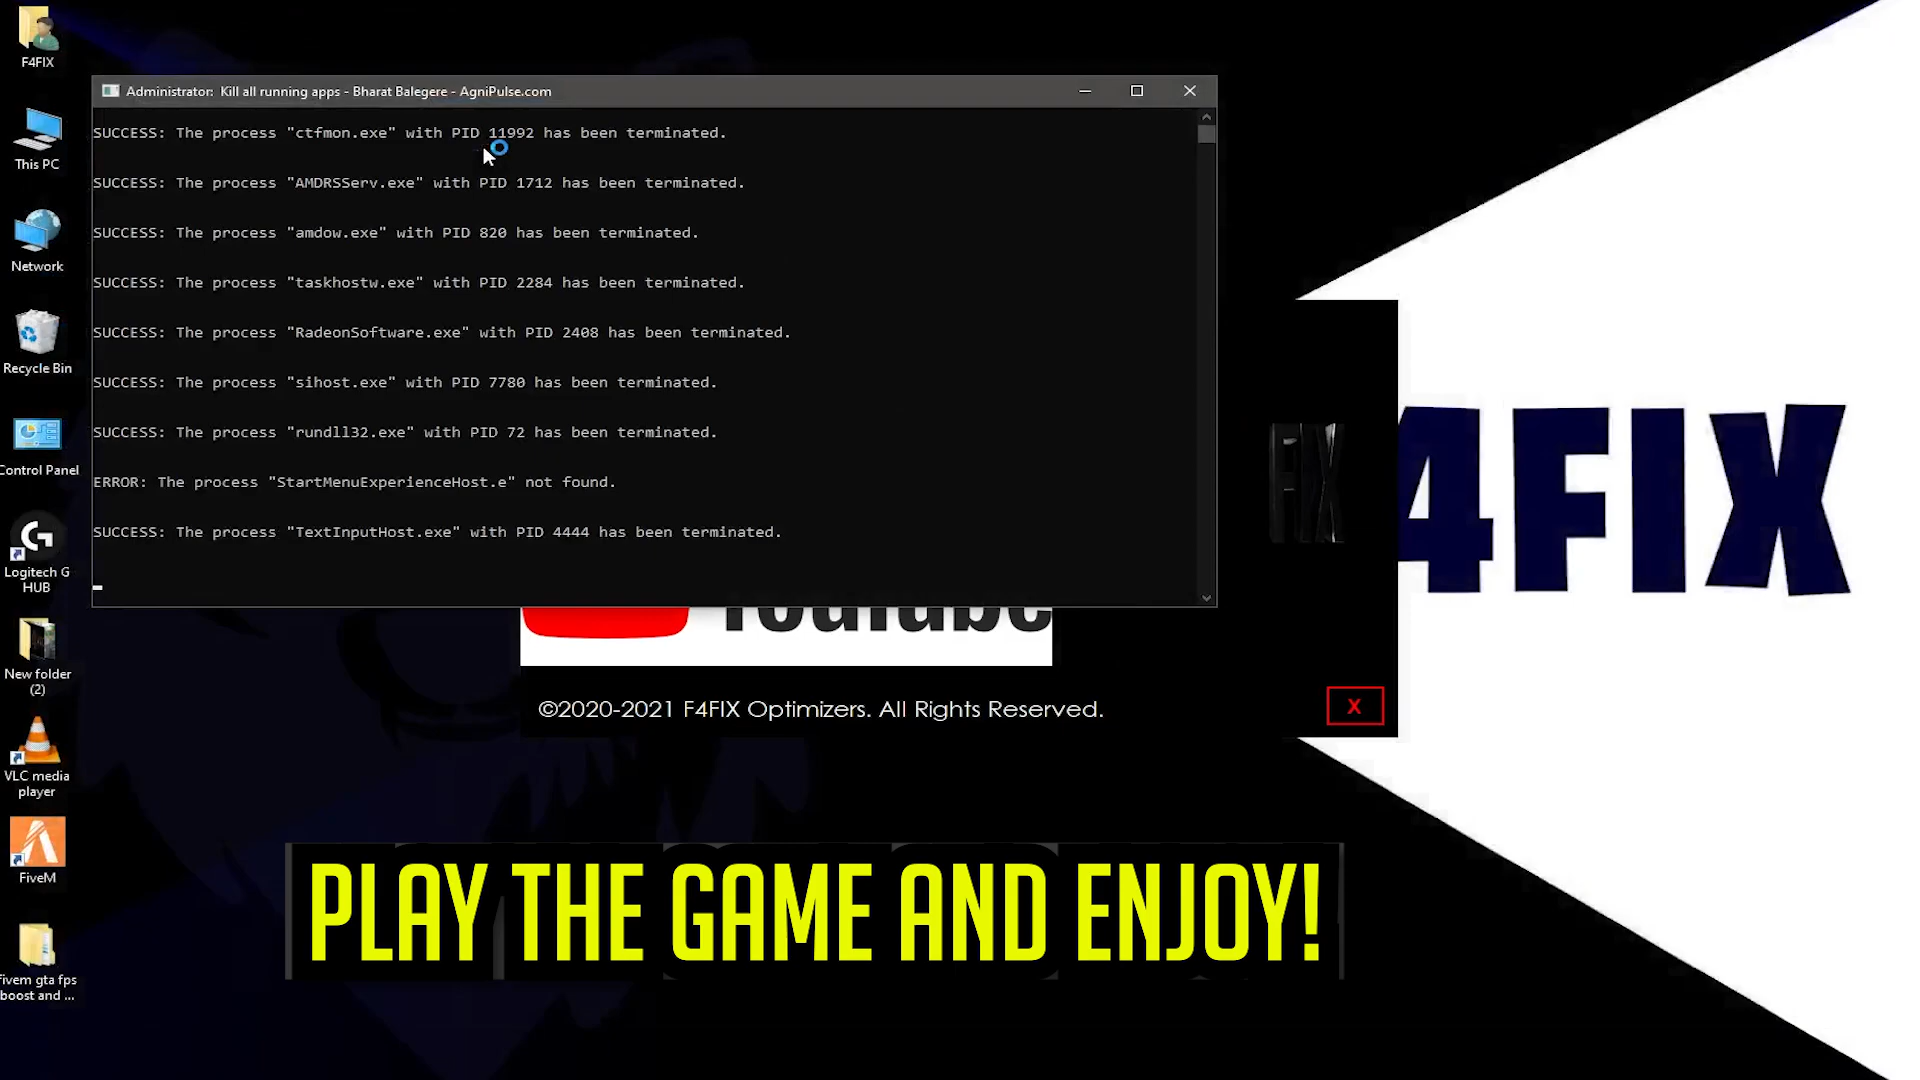 F4FIX
This PC
Network
Recycle Bin
Control Panel
Logitech G
HUB
New folder
(2)
VLC media
player
FiveM
fivem gta fps
boost and ...
Administrator: Kill all running apps - Bharat Balegere - AgniPulse.com
SUCCESS: The process "ctfmon.exe" with PID 11992 has been terminated.
SUCCESS: The process "AMDRSServ.exe" with PID 1712 has been terminated.
SUCCESS: The process "amdow.exe" with PID 820 has been terminated.
SUCCESS: The process "taskhostw.exe" with PID 2284 has been terminated.
SUCCESS: The process "RadeonSoftware.exe" with PID 2408 has been terminated.
SUCCESS: The process "sihost.exe" with PID 7780 has been terminated.
SUCCESS: The process "rundll32.exe" with PID 72 has been terminated.
ERROR: The process "StartMenuExperienceHost.e" not found.
SUCCESS: The process "TextInputHost.exe" with PID 4444 has been terminated.
YouTube
FIX
4FIX
©2020-2021 F4FIX Optimizers. All Rights Reserved.
X
PLAY THE GAME AND ENJOY!